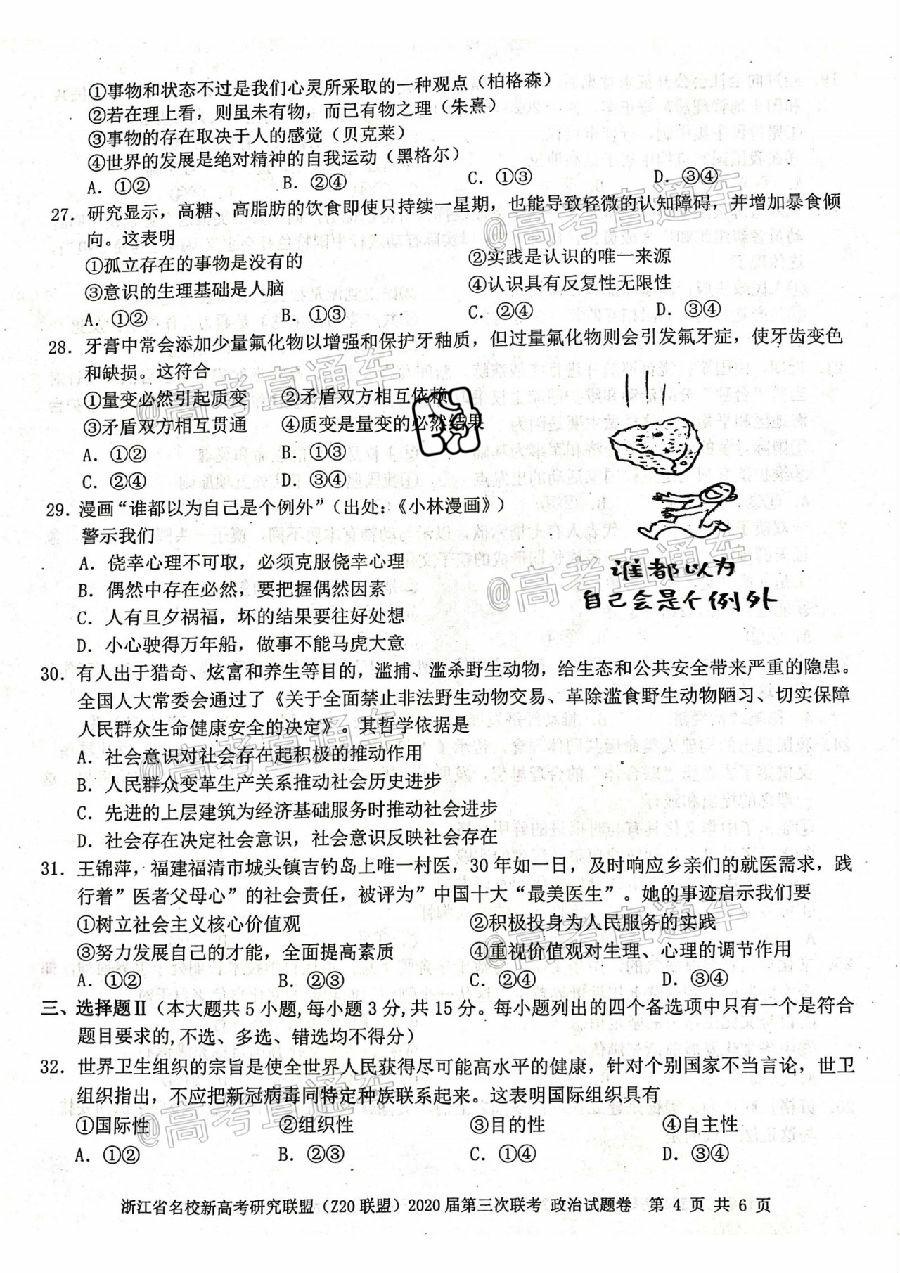 ①事物和状态不过是我们心灵所采取的一种观点（柏格森）
②若在理上看，则虽未有物，而已有物之理（朱熹）
③事物的存在取决于人的感觉（贝克莱）
④世界的发展是绝对精神的自我运动（黑格尔）
A．①② B．②④ C．①③ D．③④
27．研究显示，高糖、高脂肪的饮食即使只持续一星期，也能导致轻微的认知障碍，并增加暴食倾
向。这表明
①孤立存在的事物是没有的 ②实践是认识的唯一来源
③意识的生理基础是人脑 ④认识具有反复性无限性
A．①② B．①③ C．②④ D．③④
28．牙膏中常会添加少量氟化物以增强和保护牙釉质，但过量氟化物则会引发氟牙症，使牙齿变色
和缺损。这符合
①量变必然引起质变 ②矛盾双方相互依赖
③矛盾双方相互贯通 ④质变是量变的必然结果
A．①② B．①③
C．②④ D．③④
29．漫画“谁都以为自己是个例外”（出处：《小林漫画》）
警示我们
A．侥幸心理不可取，必须克服侥幸心理
B．偶然中存在必然，要把握偶然因素
C．人有旦夕祸福，坏的结果要往好处想
D．小心驶得万年船，做事不能马虎大意
谁都以为
自己会是个例外
30．有人出于猎奇、炫富和养生等目的，滥捕、滥杀野生动物，给生态和公共安全带来严重的隐患。
全国人大常委会通过了《关于全面禁止非法野生动物交易、革除滥食野生动物陋习、切实保障
人民群众生命健康安全的决定》。其哲学依据是
A．社会意识对社会存在起积极的推动作用
B．人民群众变革生产关系推动社会历史进步
C．先进的上层建筑为经济基础服务时推动社会进步
D．社会存在决定社会意识，社会意识反映社会存在
31．王锦萍，福建福清市城头镇吉钓岛上唯一村医，30 年如一日，及时响应乡亲们的就医需求，践
行着”医者父母心”的社会责任，被评为”中国十大“最美医生”。她的事迹启示我们要
①树立社会主义核心价值观 ②积极投身为人民服务的实践
③努力发展自己的才能，全面提高素质 ④重视价值观对生理、心理的调节作用
A．①② B．①③ C．②④ D．③④
三、选择题Ⅱ（本大题共 5 小题，每小题 3 分，共 15 分。每小题列出的四个备选项中只有一个是符合
题目要求的，不选、多选、错选均不得分）
32．世界卫生组织的宗旨是使全世界人民获得尽可能高水平的健康，针对个别国家不当言论，世卫
组织指出，不应把新冠病毒同特定种族联系起来。这表明国际组织具有
①国际性 ②组织性 ③目的性 ④自主性
A．①② B．①③ C．②④ D．③④
浙江省名校新高考研究联盟（Z20 联盟）2020 届第三次联考 政治试题卷 第 4 页 共 6 页
@高考直通车
@高考直通车
@高考直通车
@高考直通车
@高考直通车
@高考直通车